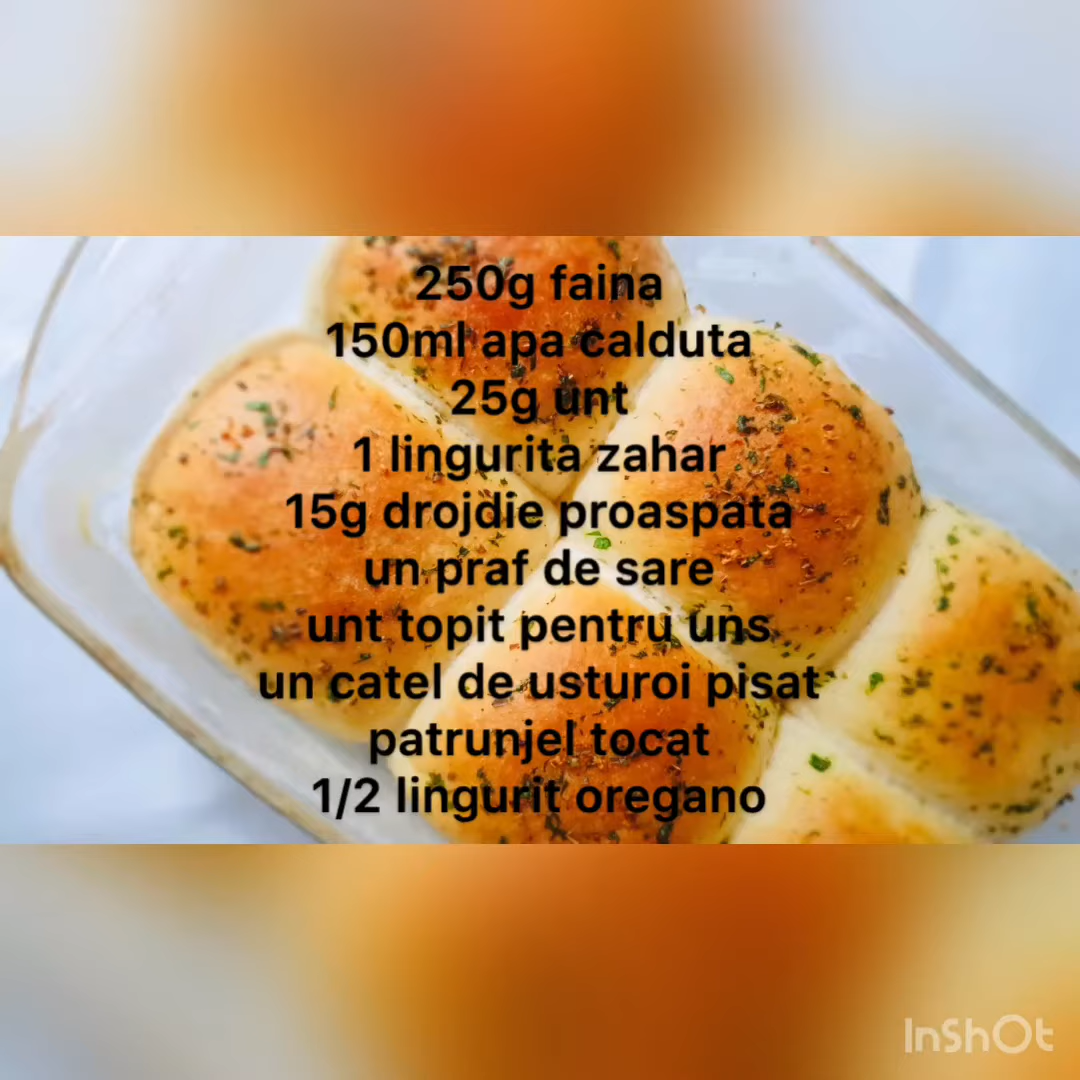 250g faina
150ml apa calduta
25g unt
1 lingurita zahar
15g drojdie proaspata
un praf de sare
unt topit pentru uns
un catel de usturoi pisat
patrunjel tocat
1/2 lingurit oregano
InShOt